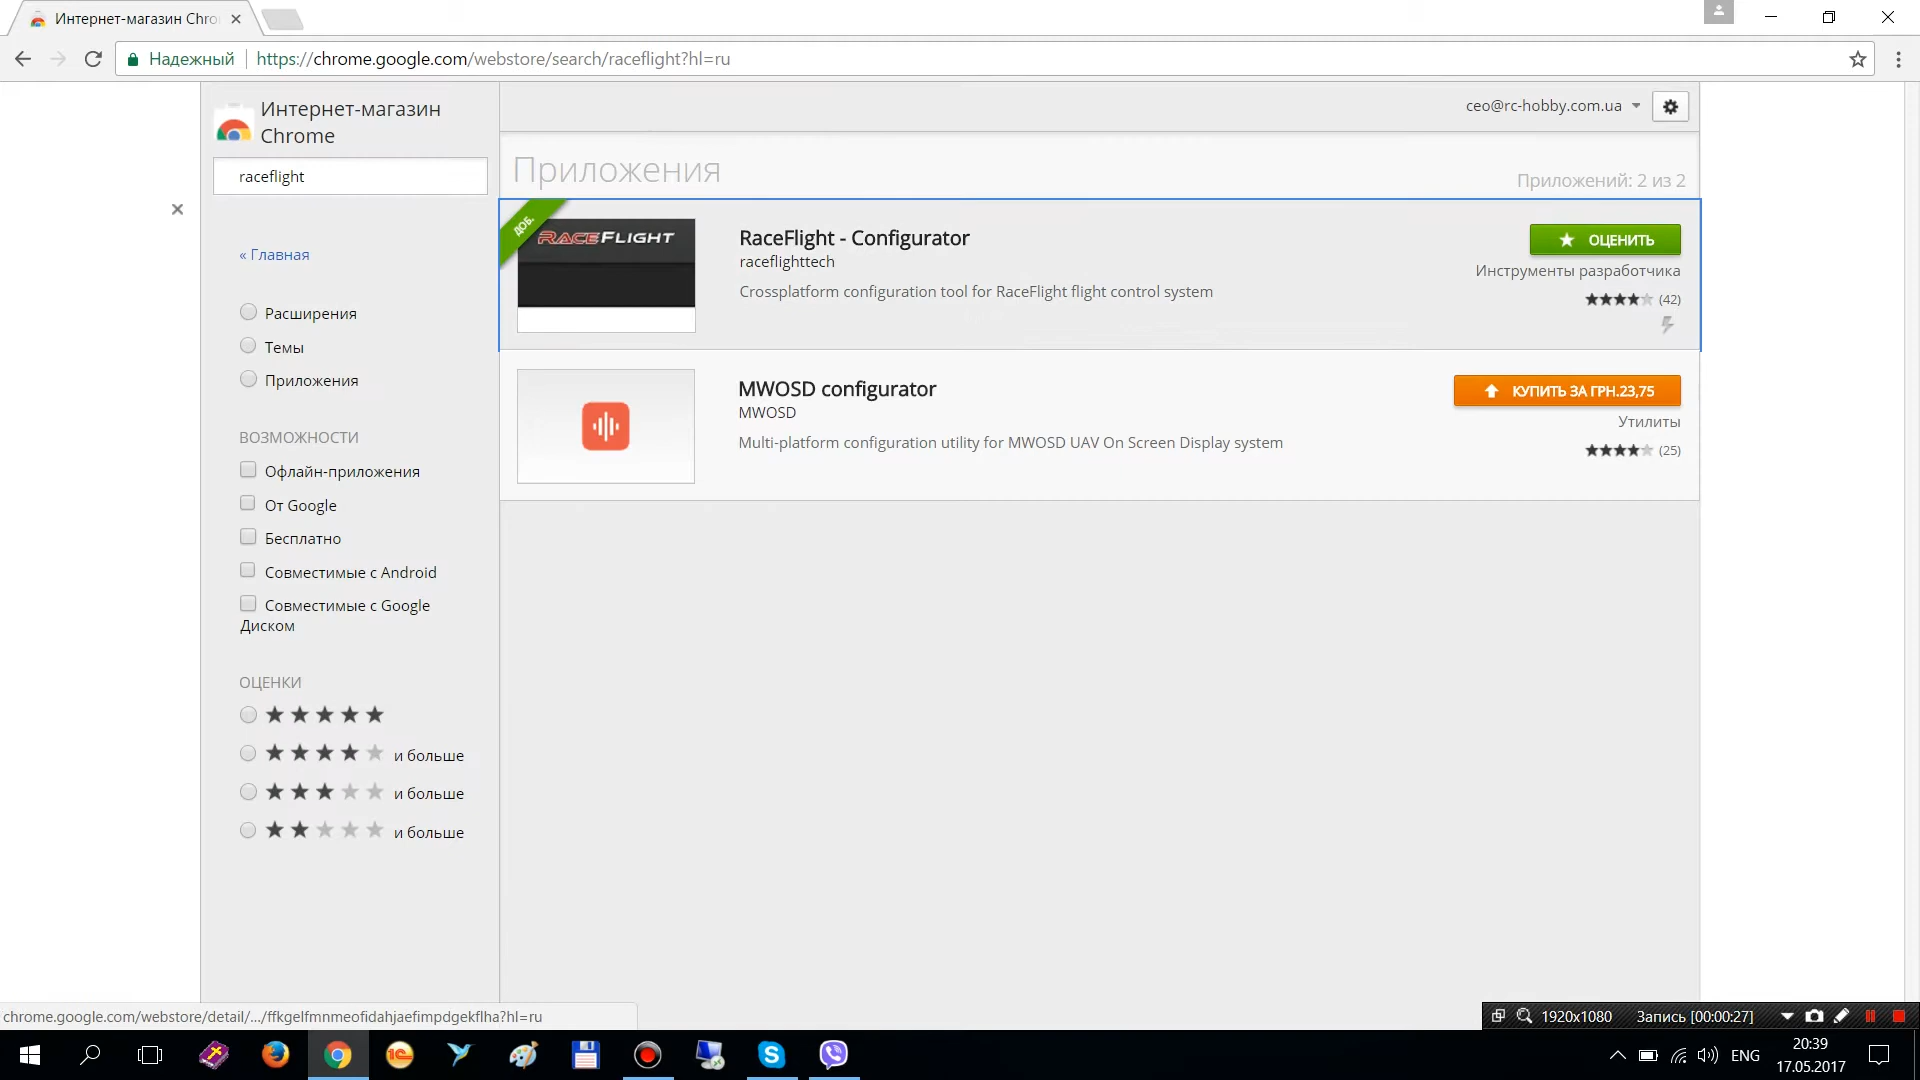 Интернет-магазин Chro
Надежный
https://chrome.google.com/webstore/search/raceflight?hl=ru
Интернет-магазин
Chrome
raceflight
« Главная
Расширения
Темы
Приложения
ВОЗМОЖНОСТИ
Офлайн-приложения
От Google
Бесплатно
Совместимые с Android
Совместимые с Google
Диском
ОЦЕНКИ
и больше
и больше
и больше
ceo@rc-hobby.com.ua
Приложения
Приложений: 2 из 2
ДОБ.
RACEFLIGHT
RaceFlight - Configurator
raceflighttech
Crossplatform configuration tool for RaceFlight flight control system
ОЦЕНИТЬ
Инструменты разработчика
(42)
MWOSD configurator
MWOSD
Multi-platform configuration utility for MWOSD UAV On Screen Display system
КУПИТЬ ЗА ГРН.23,75
Утилиты
(25)
chrome.google.com/webstore/detail/.../ffkgelfmnmeofidahjaefimpdgekflha?hl=ru
1920x1080
Запись [00:00:27]
1C
ENG
20:39
17.05.2017